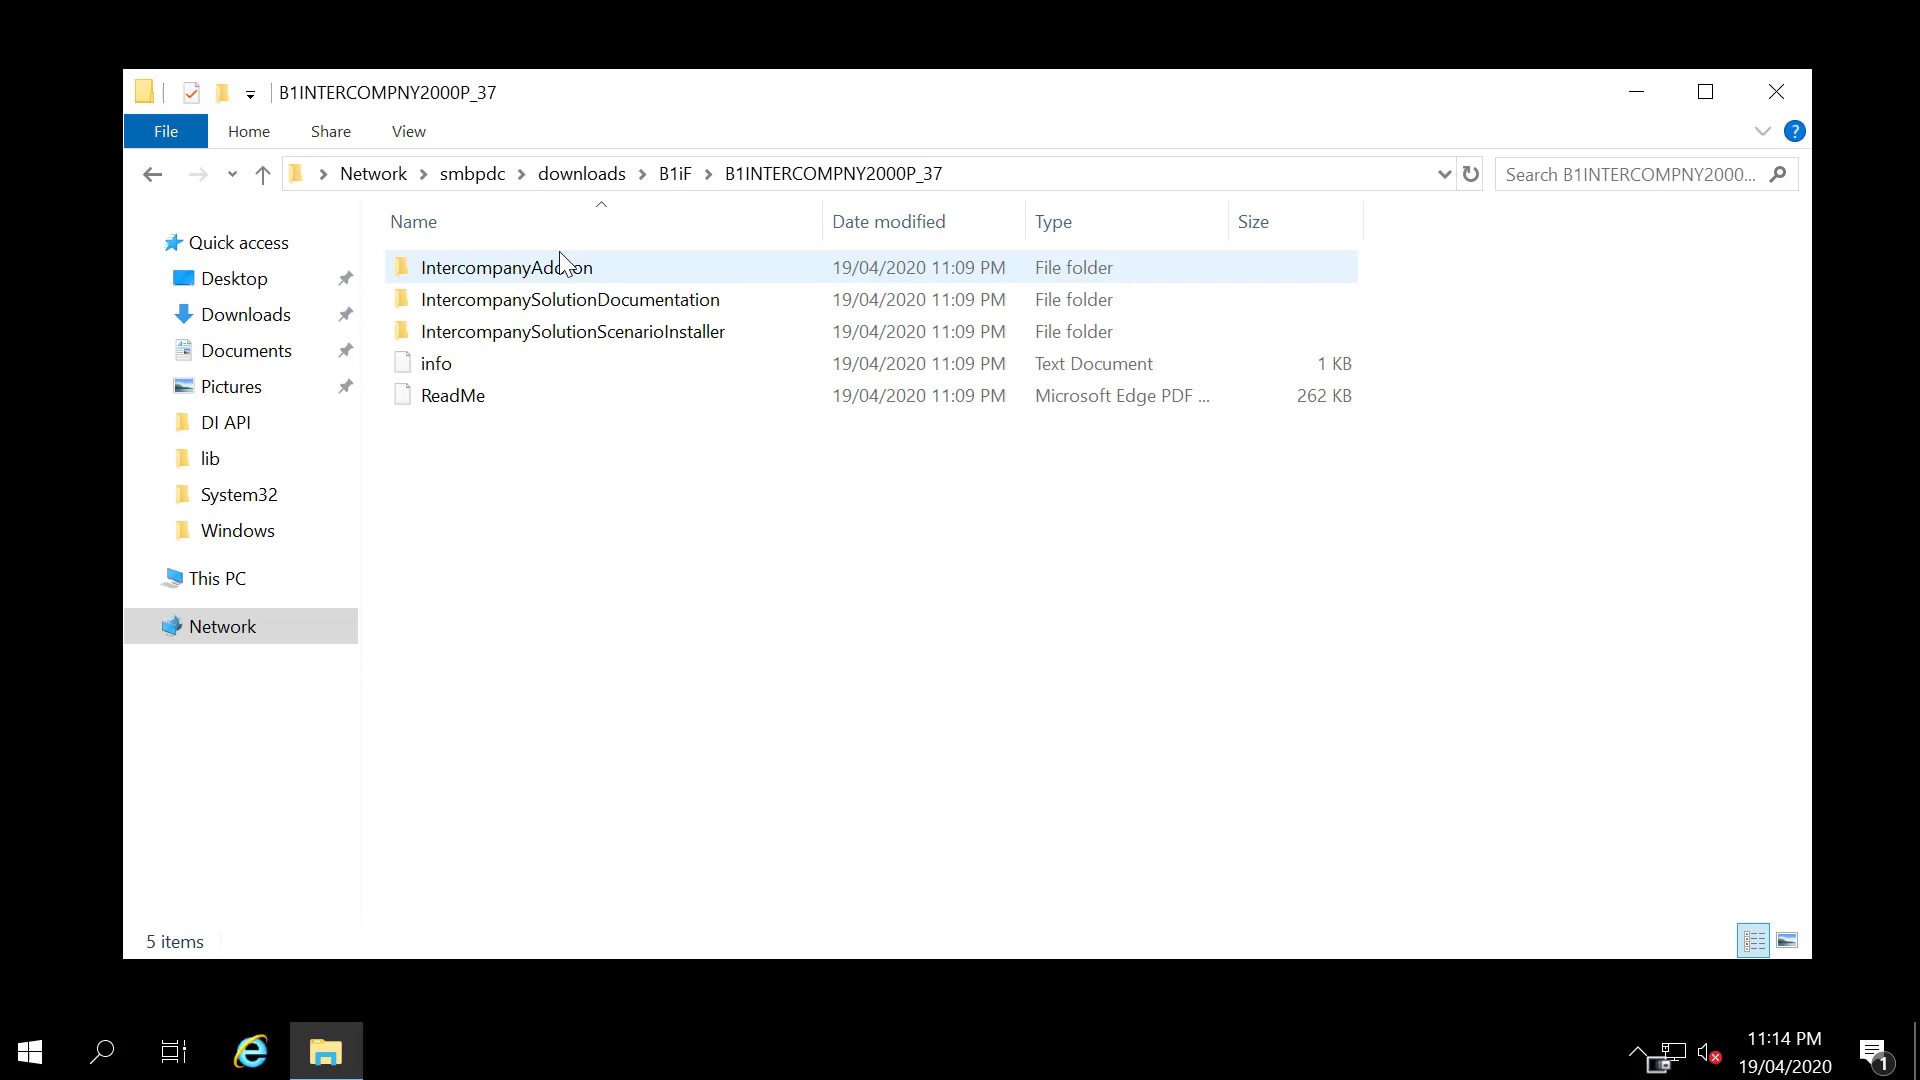 B1INTERCOMPNY2000P_37
File Home Share View
Network smbpdc downloads B1iF B1INTERCOMPNY2000P_37
Search B1INTERCOMPNY2000...
Name Date modified Type Size
Quick access
Desktop
Downloads
Documents
Pictures
DI API
lib
System32
Windows
This PC
Network
19/04/2020 11:09 PM File folder
IntercompanySolutionDocumentation 19/04/2020 11:09 PM File folder
IntercompanySolutionScenarioInstaller 19/04/2020 11:09 PM File folder
info 19/04/2020 11:09 PM Text Document 1 KB
ReadMe 19/04/2020 11:09 PM Microsoft Edge PDF ... 262 KB
5 items
11:14 PM
19/04/2020
1